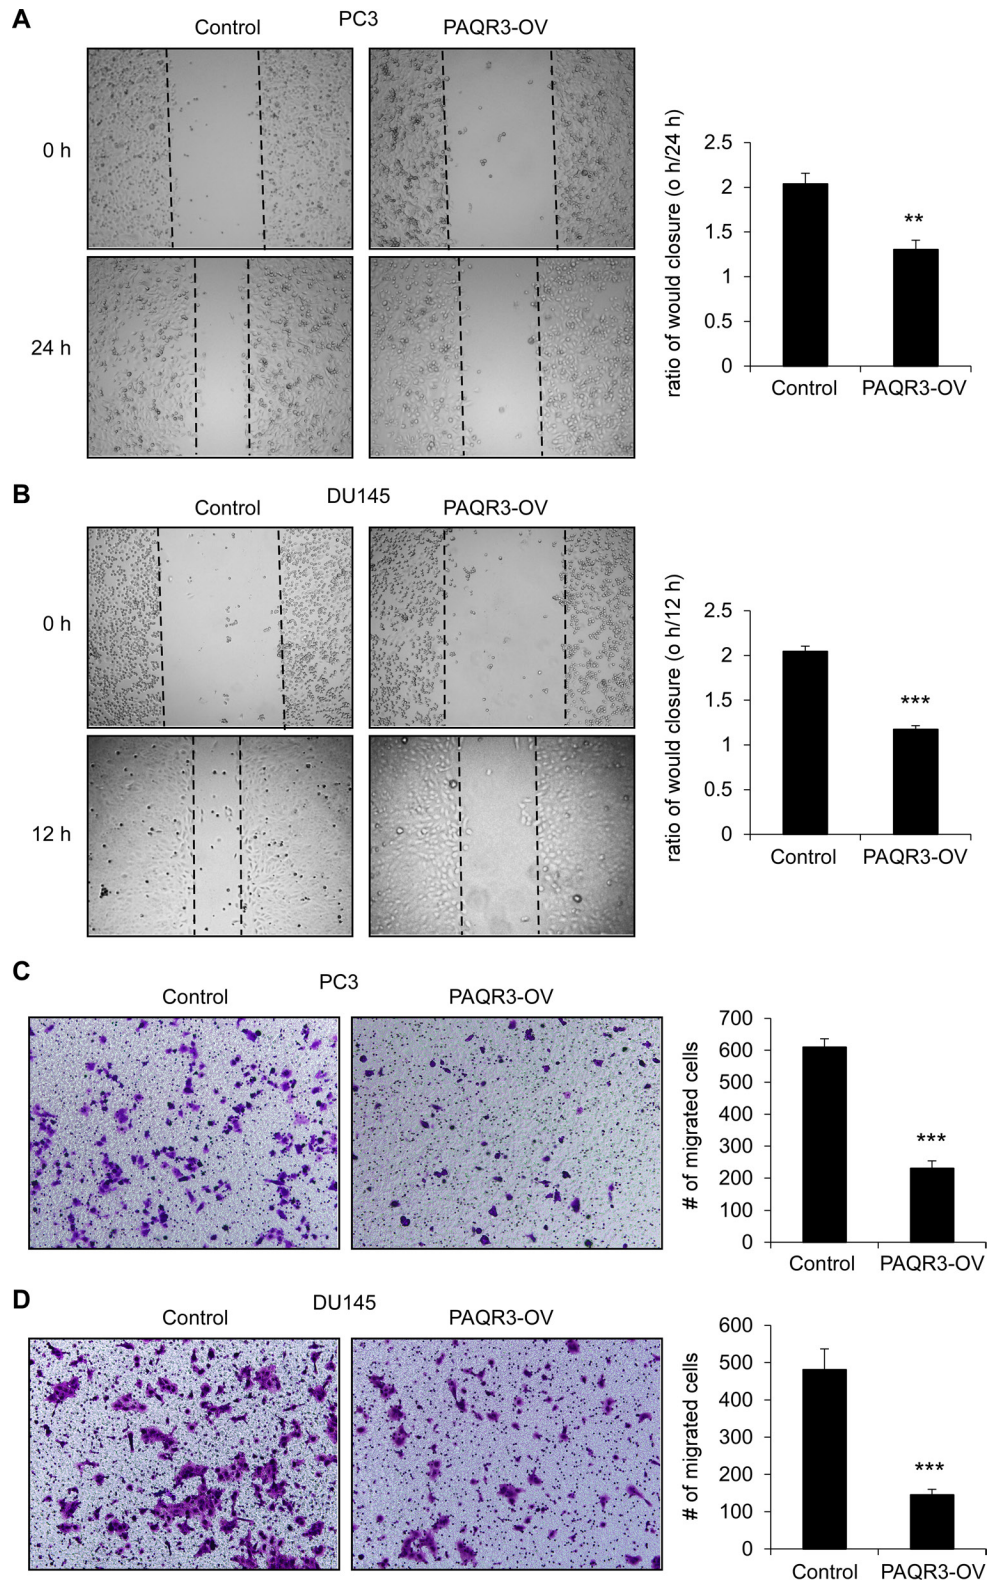 A
PC3
Control
PAQR3-OV
0 h
24 h
ratio of would closure (o h/24 h)
2.5
2
1.5
1
0.5
0
**
Control
PAQR3-OV
B
DU145
Control
PAQR3-OV
0 h
12 h
ratio of would closure (o h/12 h)
2.5
2
1.5
1
0.5
0
***
Control
PAQR3-OV
C
PC3
Control
PAQR3-OV
# of migrated cells
700
600
500
400
300
200
100
0
***
Control
PAQR3-OV
D
DU145
Control
PAQR3-OV
# of migrated cells
600
500
400
300
200
100
0
***
Control
PAQR3-OV